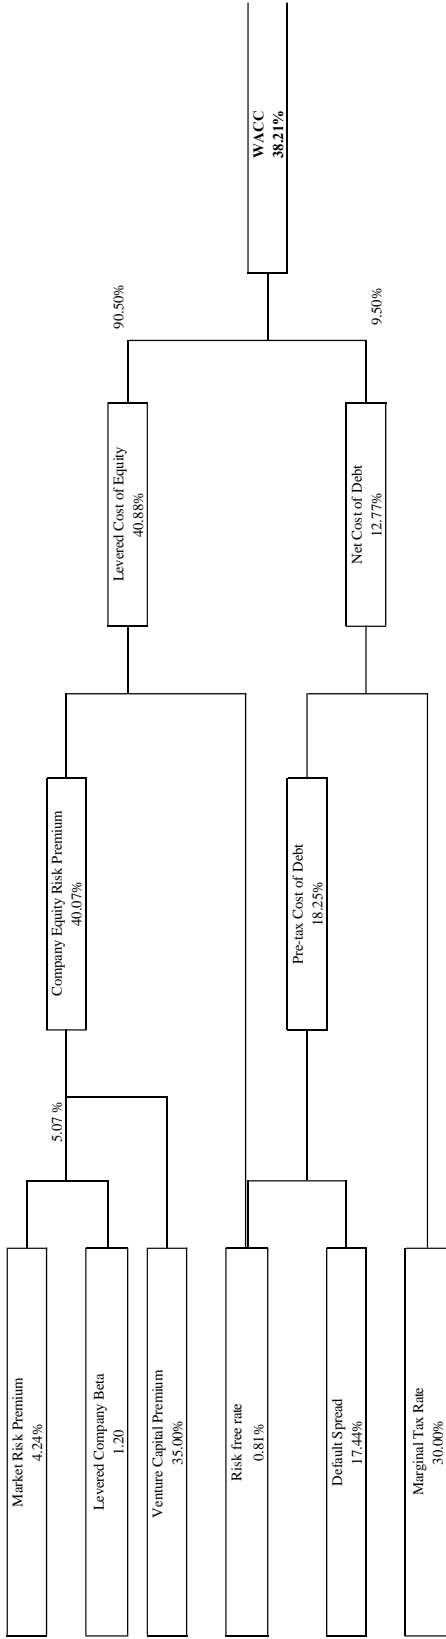 Market Risk Premium
4.24%
Levered Company Beta
1.20
Venture Capital Premium
35.00%
Risk free rate
0.81%
Default Spread
17.44%
Marginal Tax Rate
30.00%
5.07 %
Company Equity Risk Premium
40.07%
Pre-tax Cost of Debt
18.25%
Levered Cost of Equity
40.88%
Net Cost of Debt
12.77%
90.50%
9.50%
WACC
38.21%